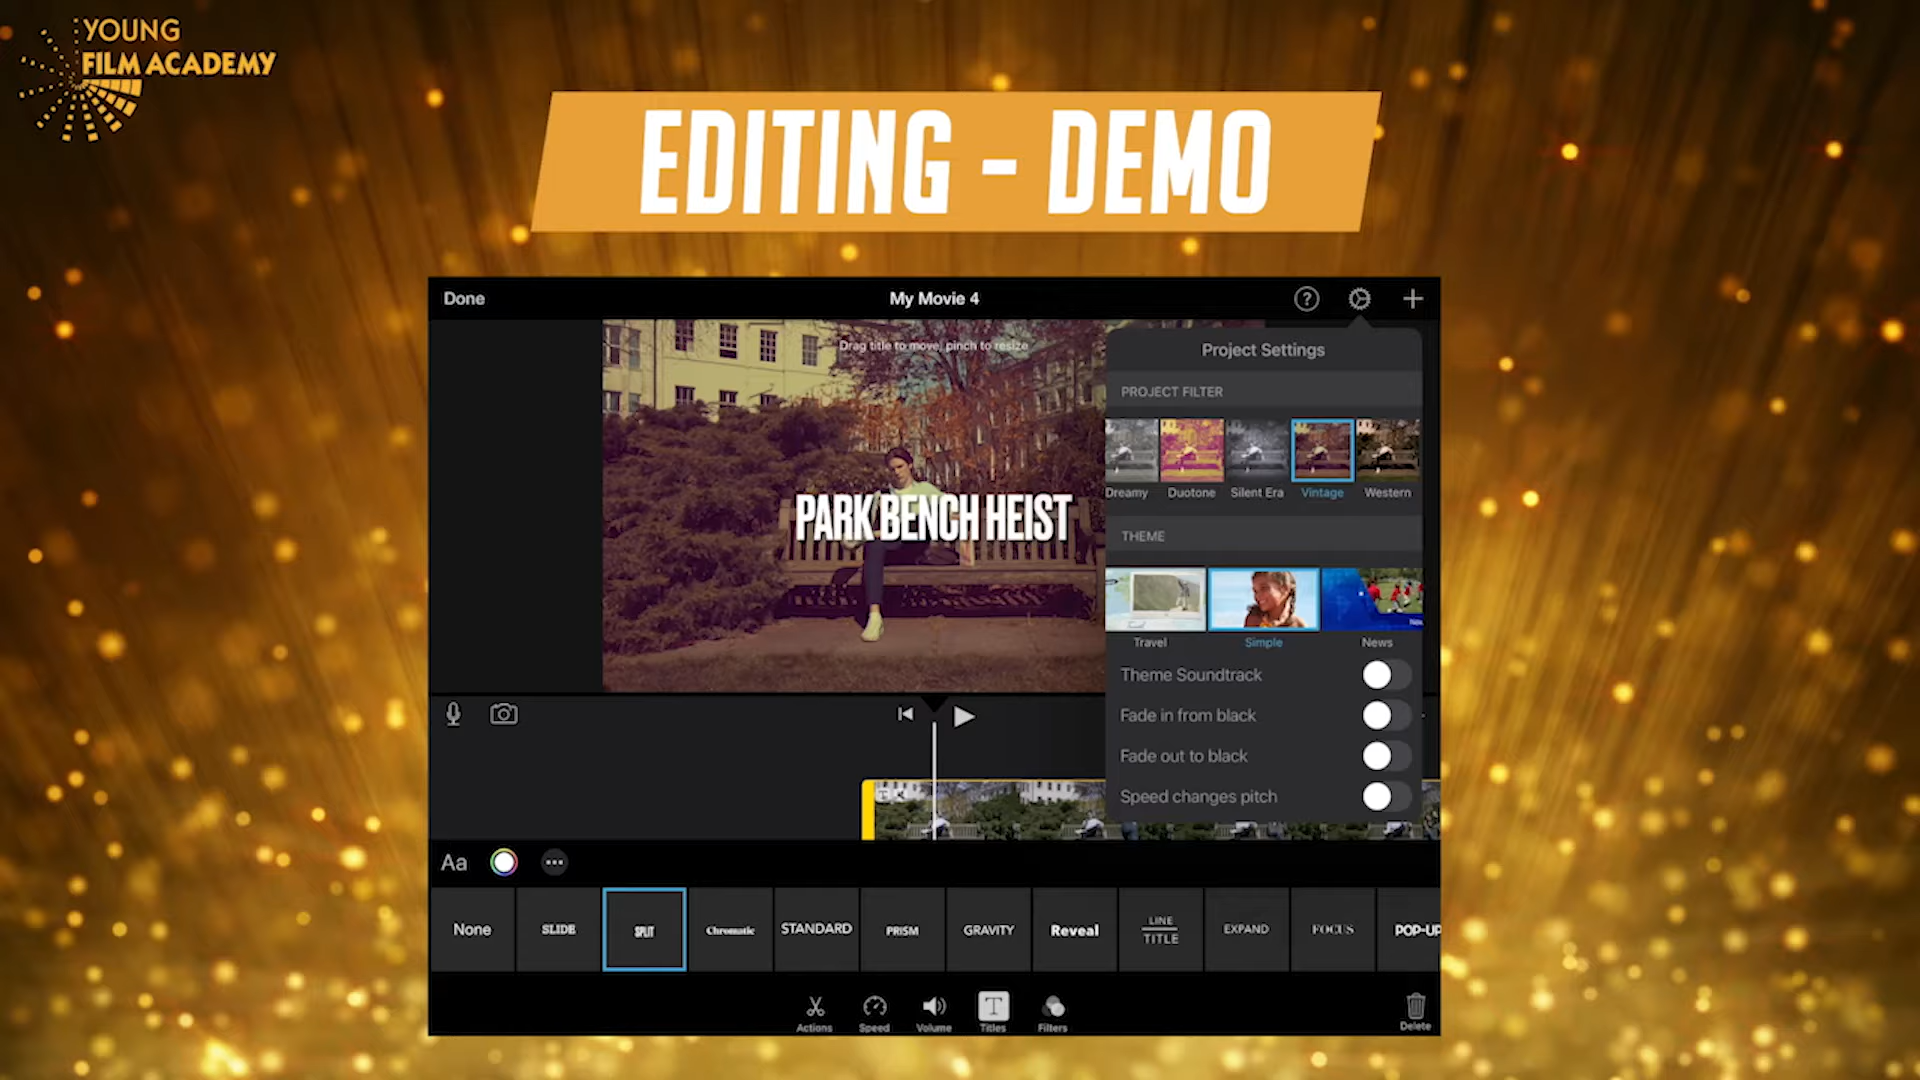 YOUNG
FILM ACADEMY
EDITING - DEMO
Done
My Movie 4
?
Drag title to move, pinch to resize
PARK BENCH HEIST
Project Settings
PROJECT FILTER
Dreamy
Duotone
Silent Era
Vintage
Western
THEME
Travel
Simple
News
Theme Soundtrack
Fade in from black
Fade out to black
Speed changes pitch
Aa
None
SLIDE
SPLIT
Chromatic
STANDARD
PRISM
GRAVITY
Reveal
LINE
TITLE
EXPAND
FOCUS
POP-UP
T
Actions
Speed
Volume
Titles
Filters
Delete